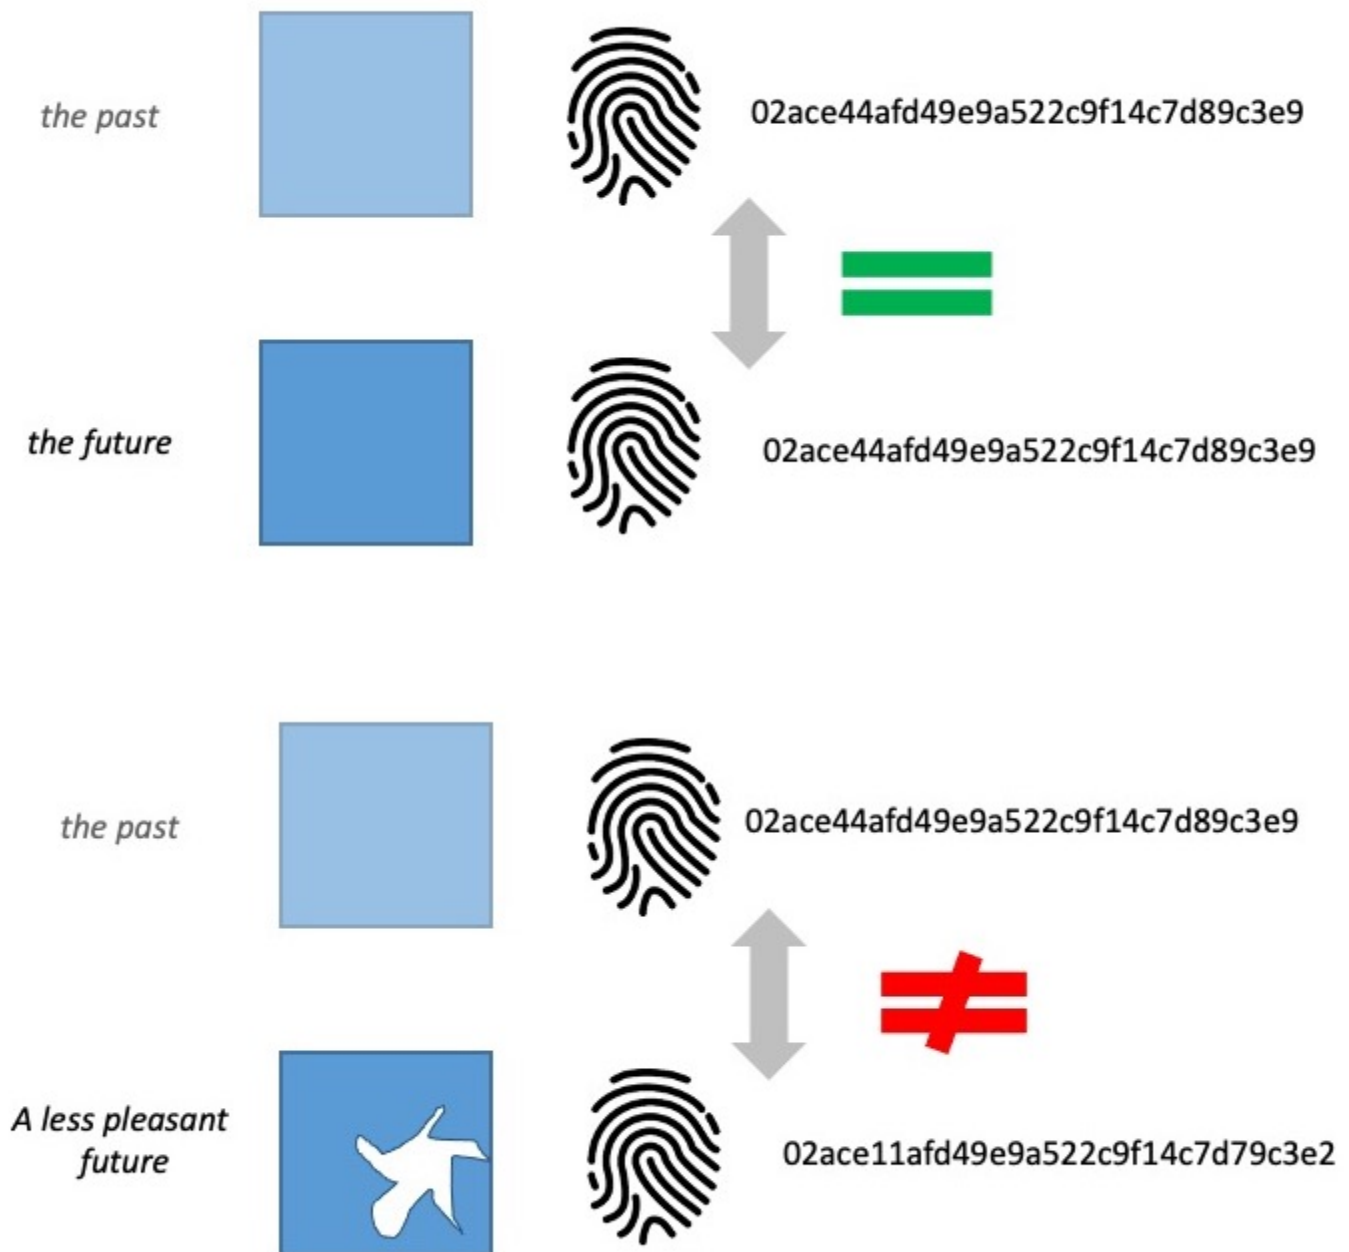 the past
02ace44afd49e9a522c9f14c7d89c3e9
the future
02ace44afd49e9a522c9f14c7d89c3e9
the past
02ace44afd49e9a522c9f14c7d89c3e9
A less pleasant
future
02ace11afd49e9a522c9f14c7d79c3e2